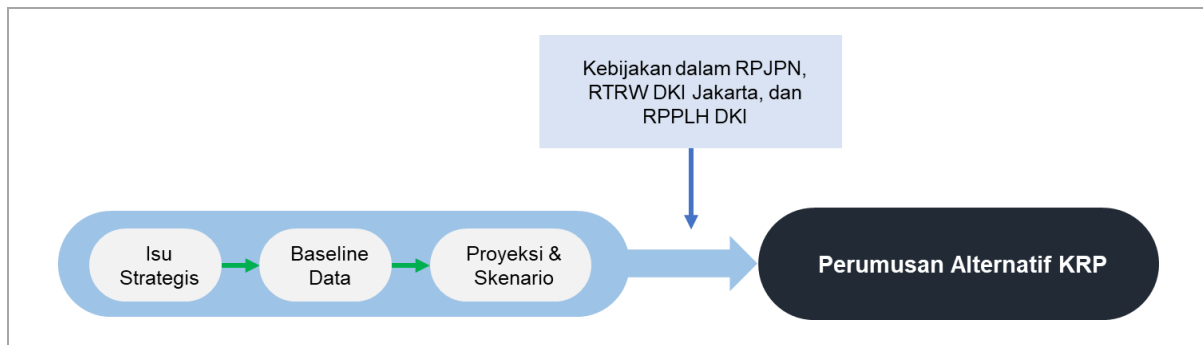 Kebijakan dalam RPJPN,
RTRW DKI Jakarta, dan
RPPLH DKI
Isu
Strategis
Baseline
Data
Proyeksi &
Skenario
Perumusan Alternatif KRP